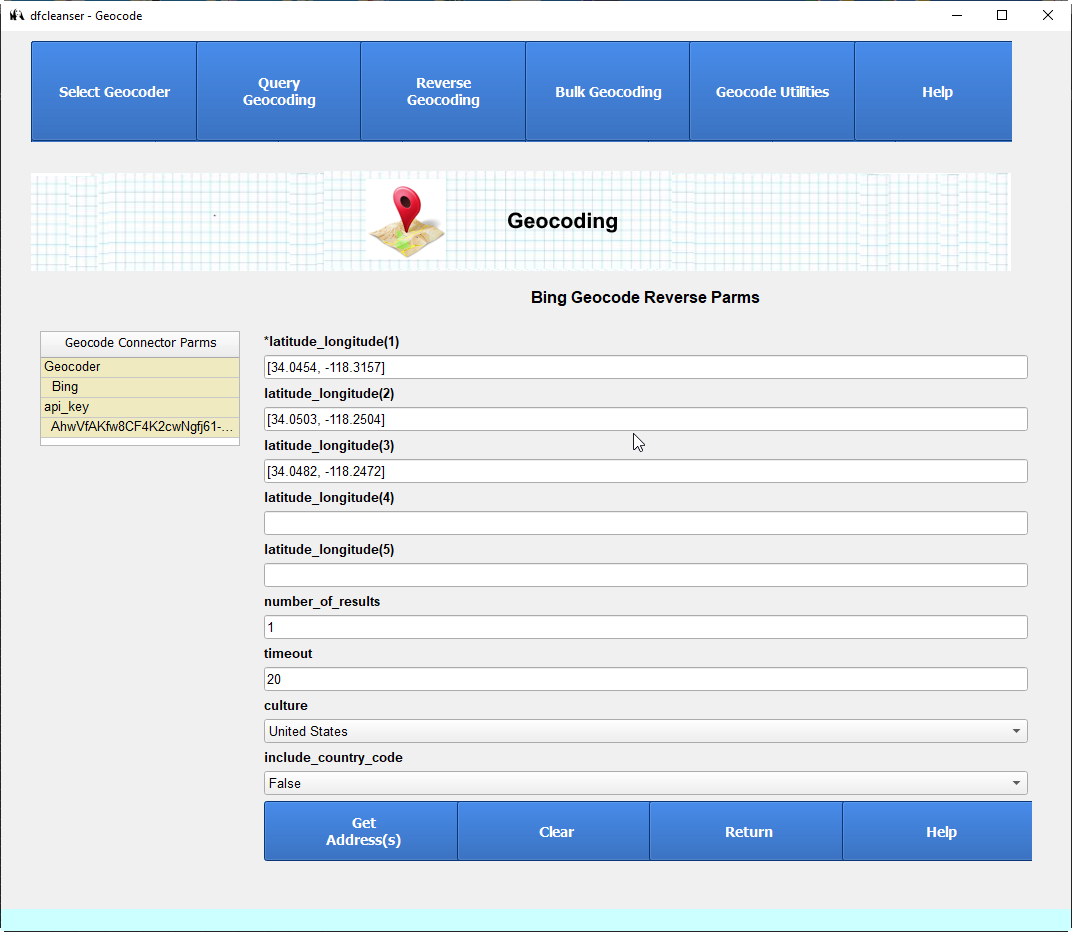 dfcleanser - Geocode
Select Geocoder
Query
Geocoding
Reverse
Geocoding
Bulk Geocoding
Geocode Utilities
Help
Geocoding
Bing Geocode Reverse Parms
Geocode Connector Parms
Geocoder
Bing
api_key
AhwVfAKfw8CF4K2cwNgfj61-...
*latitude_longitude(1)
[34.0454, -118.3157]
latitude_longitude(2)
[34.0503, -118.2504]
latitude_longitude(3)
[34.0482, -118.2472]
latitude_longitude(4)
latitude_longitude(5)
number_of_results
1
timeout
20
culture
United States
include_country_code
False
Get
Address(s)
Clear
Return
Help